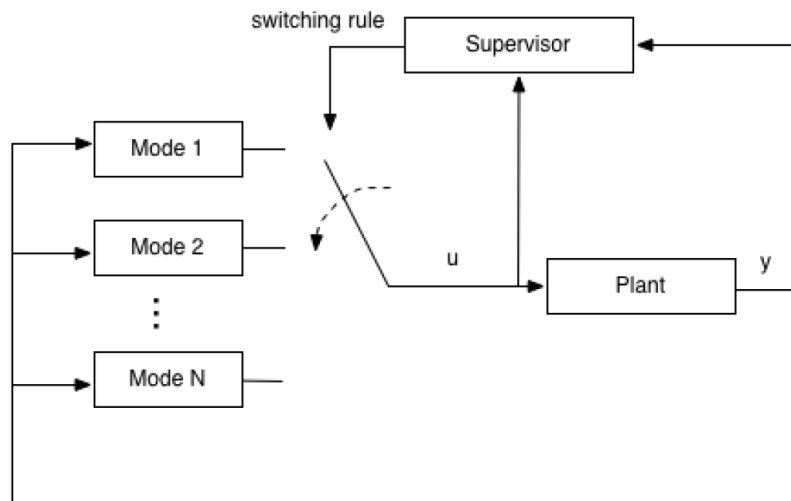 switching rule
Supervisor
Mode 1
Mode 2
u
y
Plant
Mode N